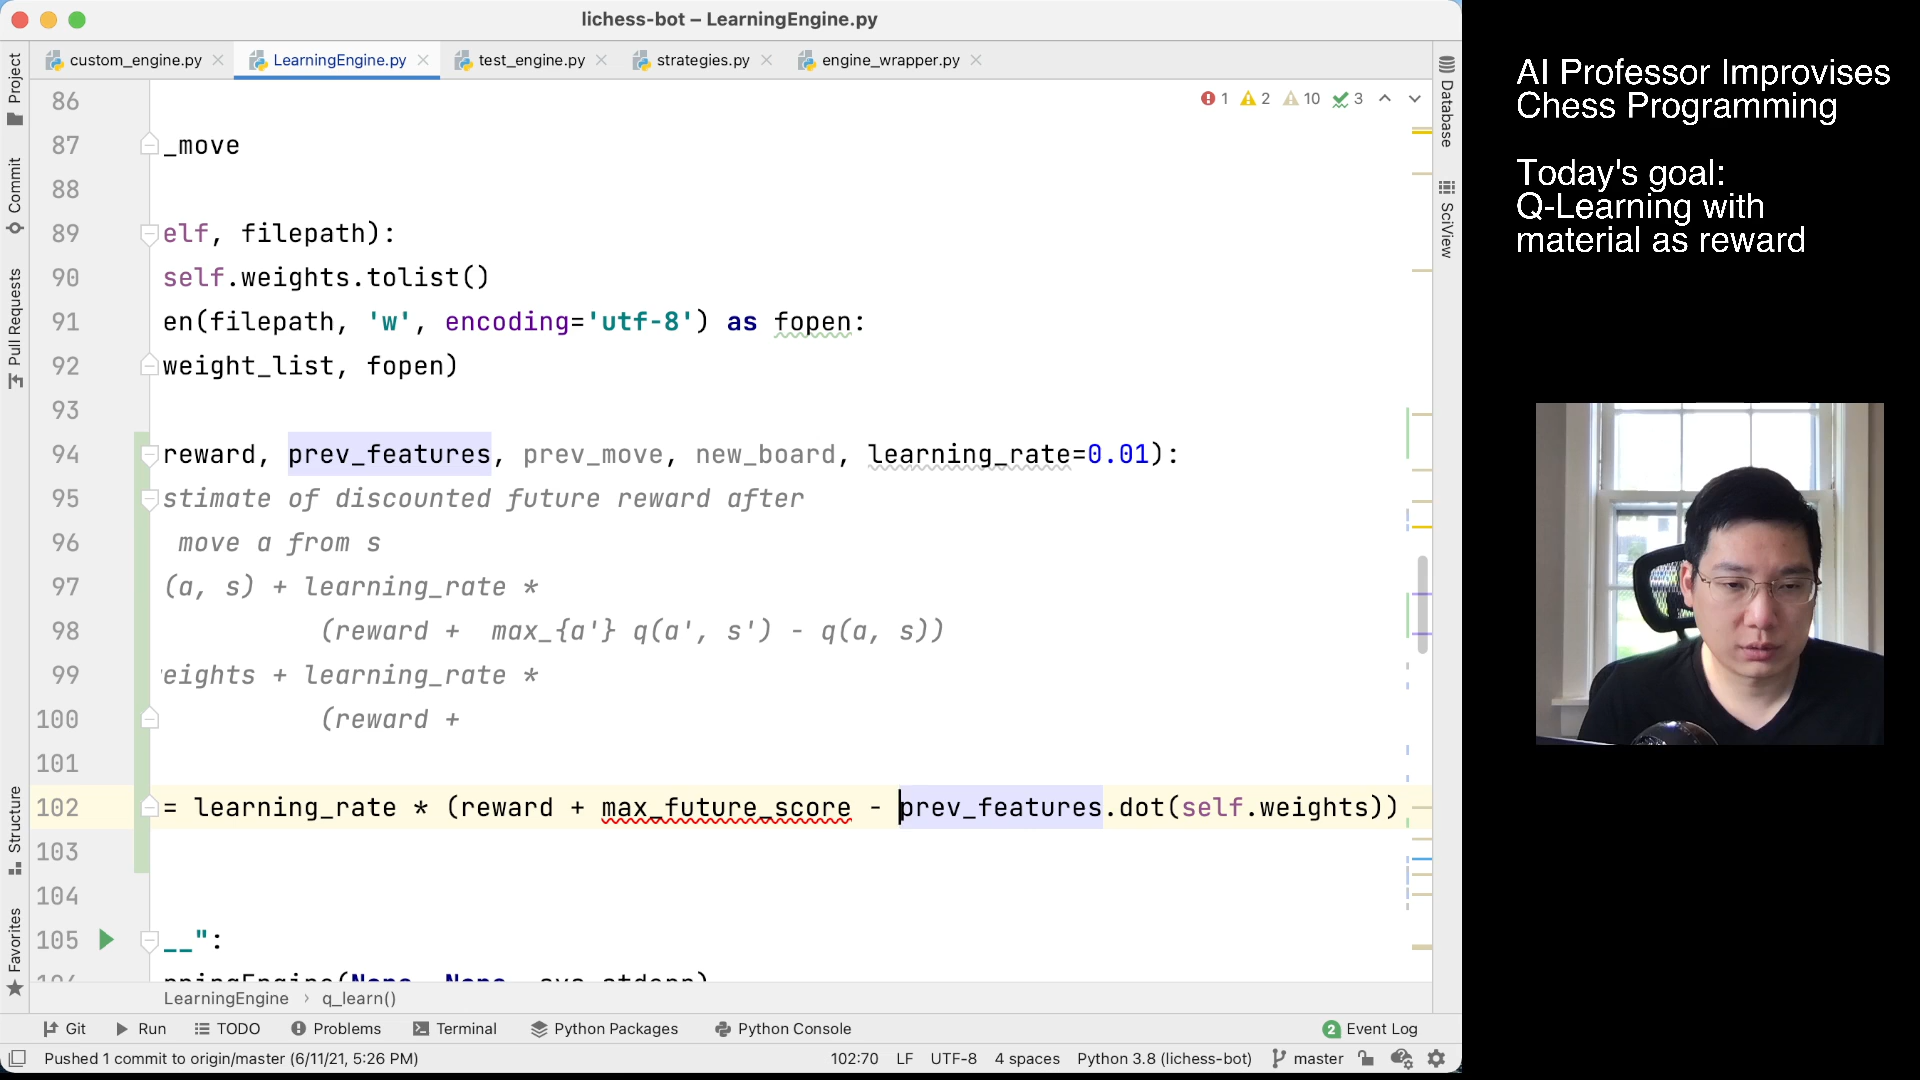 lichess-bot – LearningEngine.py
custom_engine.py
LearningEngine.py
test_engine.py
strategies.py
engine_wrapper.py
Project
Commit
Pull Requests
Structure
Favorites
Database
SciView
1 2 10 3
86
87 _move
88
89 elf, filepath):
90 self.weights.tolist()
91 en(filepath, 'w', encoding='utf-8') as fopen:
92 weight_list, fopen)
93
94 reward, prev_features, prev_move, new_board, learning_rate=0.01):
95 stimate of discounted future reward after
96 move a from s
97 (a, s) + learning_rate *
98 (reward + max_{a'} q(a', s') - q(a, s))
99 eights + learning_rate *
100 (reward +
101
102 = learning_rate * (reward + max_future_score - prev_features.dot(self.weights))
103
104
105 __":
LearningEngine › q_learn()
Git Run TODO Problems Terminal Python Packages Python Console 2 Event Log
Pushed 1 commit to origin/master (6/11/21, 5:26 PM) 102:70 LF UTF-8 4 spaces Python 3.8 (lichess-bot) master
AI Professor Improvises
Chess Programming
Today's goal:
Q-Learning with
material as reward